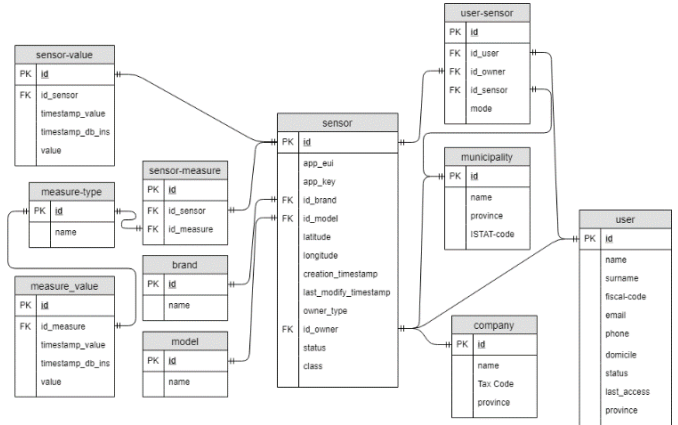 sensor-value
PK id
FK id_sensor
timestamp_value
timestamp_db_ins
value
measure-type
PK id
name
measure_value
PK id
FK id_measure
timestamp_value
timestamp_db_ins
value
sensor-measure
PK id
FK id_sensor
FK id_measure
brand
PK id
name
model
PK id
name
sensor
PK id
app_eui
app_key
FK id_brand
FK id_model
latitude
longitude
creation_timestamp
last_modify_timestamp
owner_type
FK id_owner
status
class
user-sensor
PK id
FK id_user
FK id_owner
FK id_sensor
mode
municipality
PK id
name
province
ISTAT-code
company
PK id
name
Tax Code
province
user
PK id
name
surname
fiscal-code
email
phone
domicile
status
last_access
province